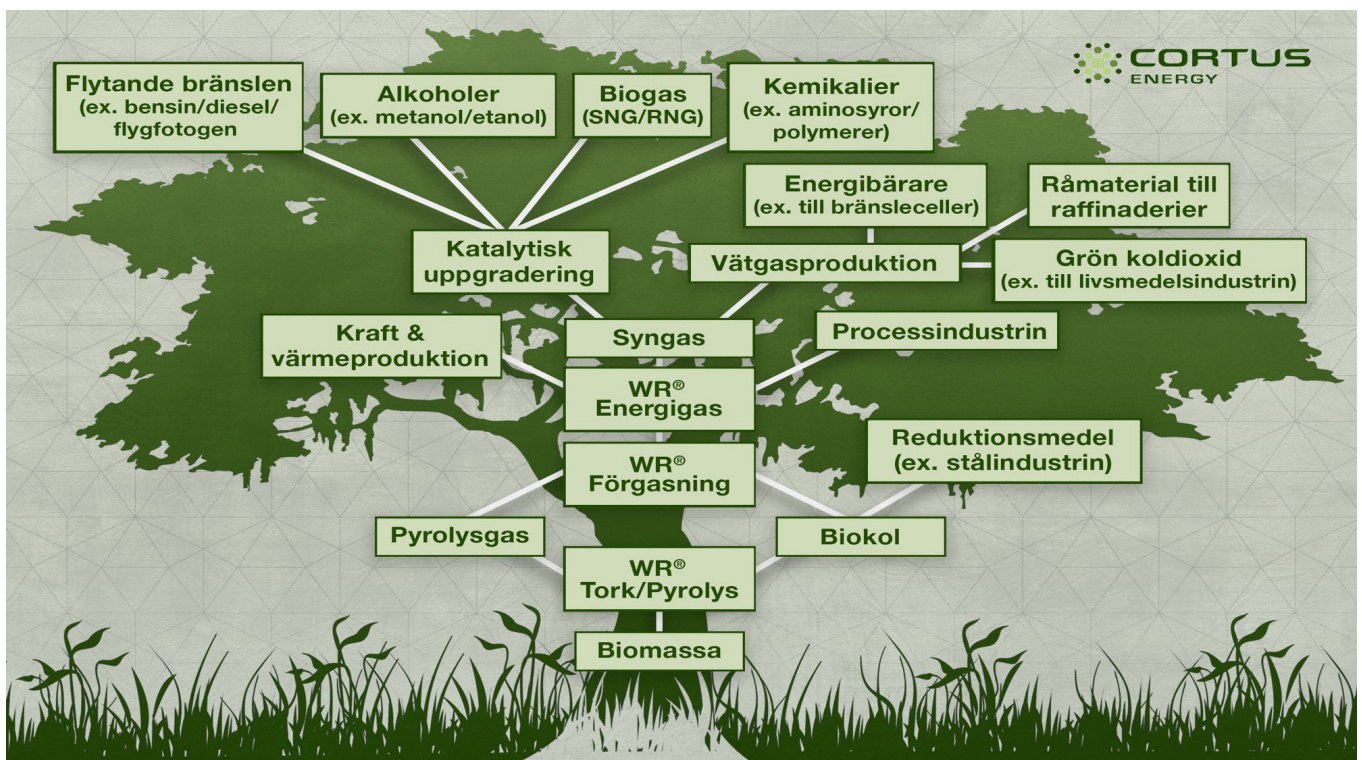 CORTUS
ENERGY
Flytande bränslen
(ex. bensin/diesel/
flygfotogen
Alkoholer
(ex. metanol/etanol)
Biogas
(SNG/RNG)
Kemikalier
(ex. aminosyror/
polymerer)
Energibärare
(ex. till bränsleceller)
Råmaterial till
raffinaderier
Katalytisk
uppgradering
Vätgasproduktion
Grön koldioxid
(ex. till livsmedelsindustrin)
Kraft &
värmeproduktion
Syngas
Processindustrin
WR®
Energigas
Reduktionsmedel
(ex. stålindustrin)
WR®
Förgasning
Pyrolysgas
Biokol
WR®
Tork/Pyrolys
Biomassa